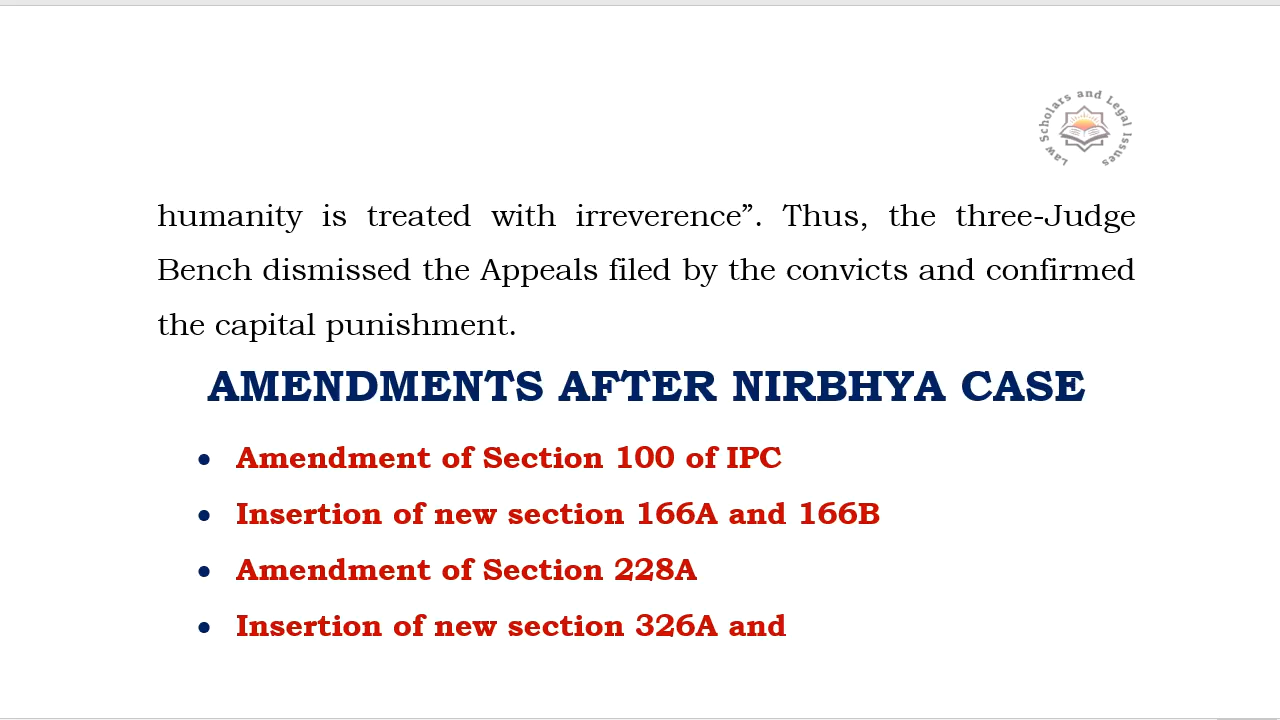 Law Scholars and Legal Issues
humanity is treated with irreverence”. Thus, the three-Judge
Bench dismissed the Appeals filed by the convicts and confirmed
the capital punishment.
AMENDMENTS AFTER NIRBHYA CASE
• Amendment of Section 100 of IPC
• Insertion of new section 166A and 166B
• Amendment of Section 228A
• Insertion of new section 326A and